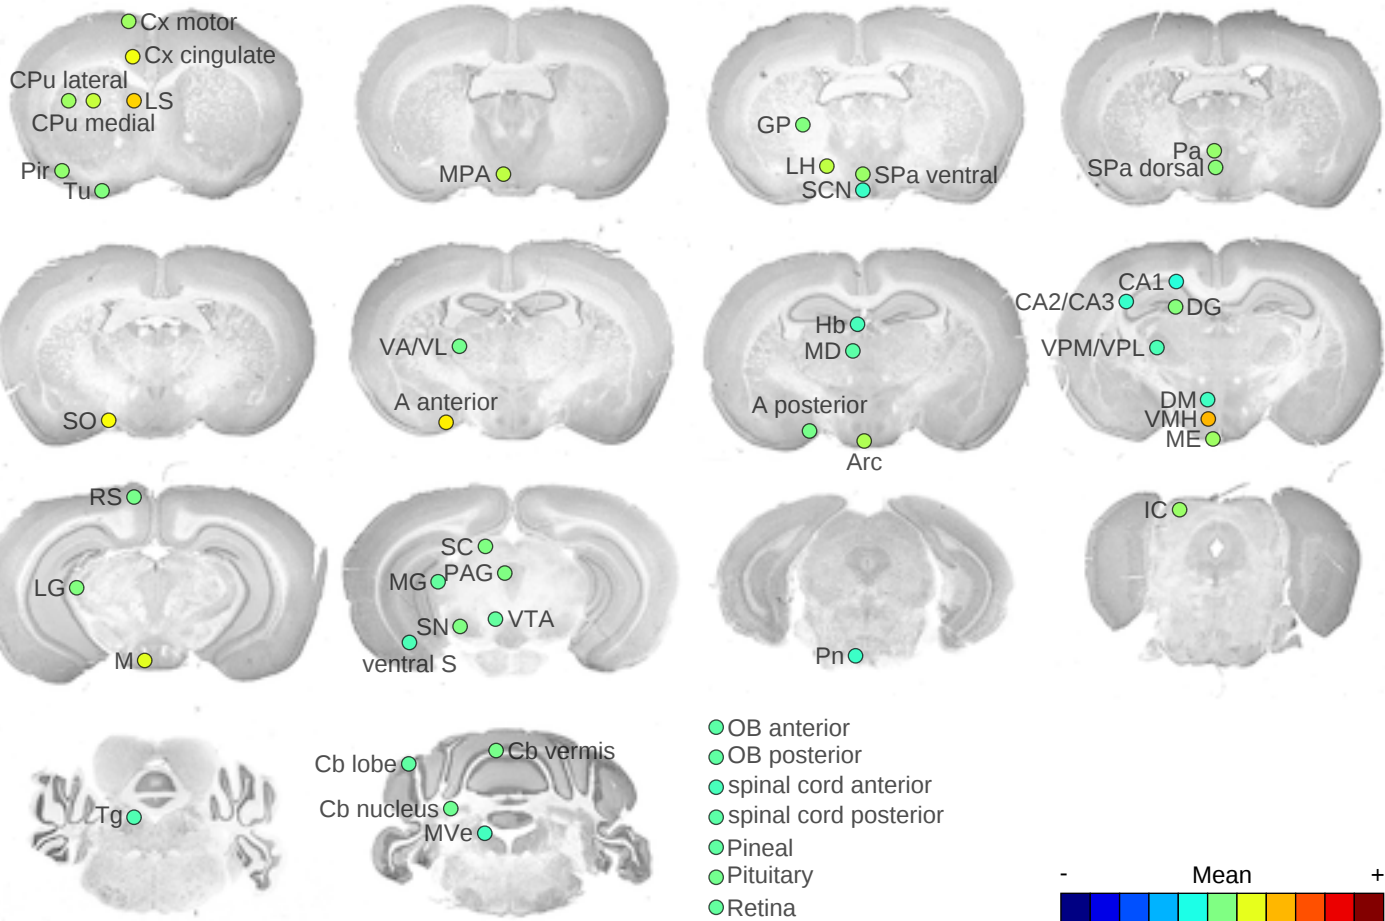 Cx motor
Cx cingulate
CPu lateral
LS
CPu medial
Pir
Tu
MPA
GP
LH
SPa ventral
SCN
Pa
SPa dorsal
SO
VA/VL
A anterior
Hb
MD
A posterior
Arc
CA1
CA2/CA3
DG
VPM/VPL
DM
VMH
ME
RS
LG
M
SC
MG
PAG
SN
VTA
ventral S
Pn
IC
Tg
Cb lobe
Cb vermis
Cb nucleus
MVe
OB anterior
OB posterior
spinal cord anterior
spinal cord posterior
Pineal
Pituitary
Retina
- Mean +